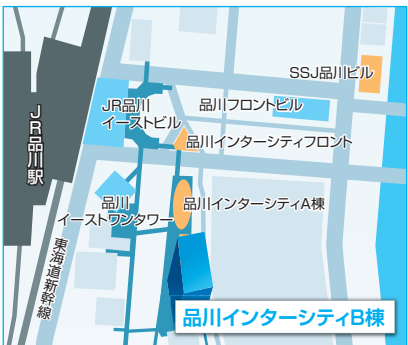 SSJ品川ビル
JR品川
イーストビル
品川フロントビル
品川インターシティフロント
JR品川駅
品川
イーストワンタワー
品川インターシティA棟
東海道新幹線
品川インターシティB棟